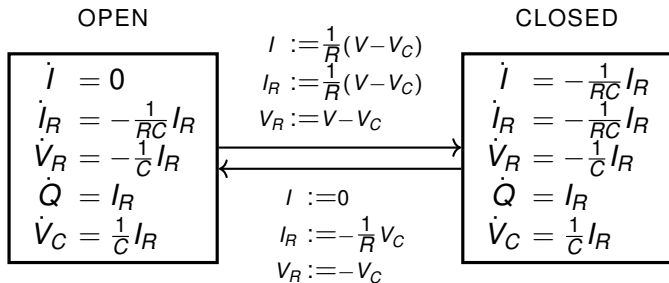 OPEN
İ = 0
İ_R = −1/(RC) I_R
V̇_R = −1/C I_R
Q̇ = I_R
V̇_C = 1/C I_R
I := 1/R (V−V_C)
I_R := 1/R (V−V_C)
V_R := V−V_C
I := 0
I_R := −1/R V_C
V_R := −V_C
CLOSED
İ = −1/(RC) I_R
İ_R = −1/(RC) I_R
V̇_R = −1/C I_R
Q̇ = I_R
V̇_C = 1/C I_R